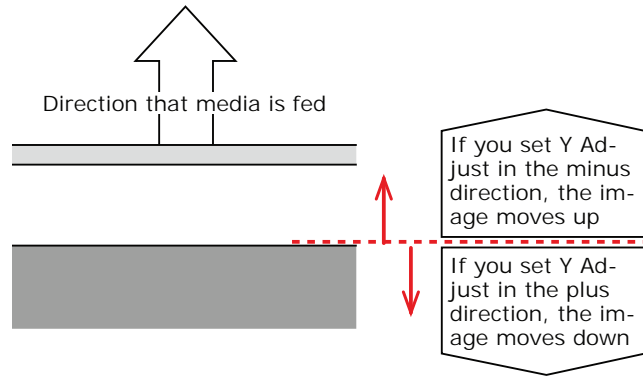 Direction that media is fed
If you set Y Ad-
just in the minus
direction, the im-
age moves up
If you set Y Ad-
just in the plus
direction, the im-
age moves down